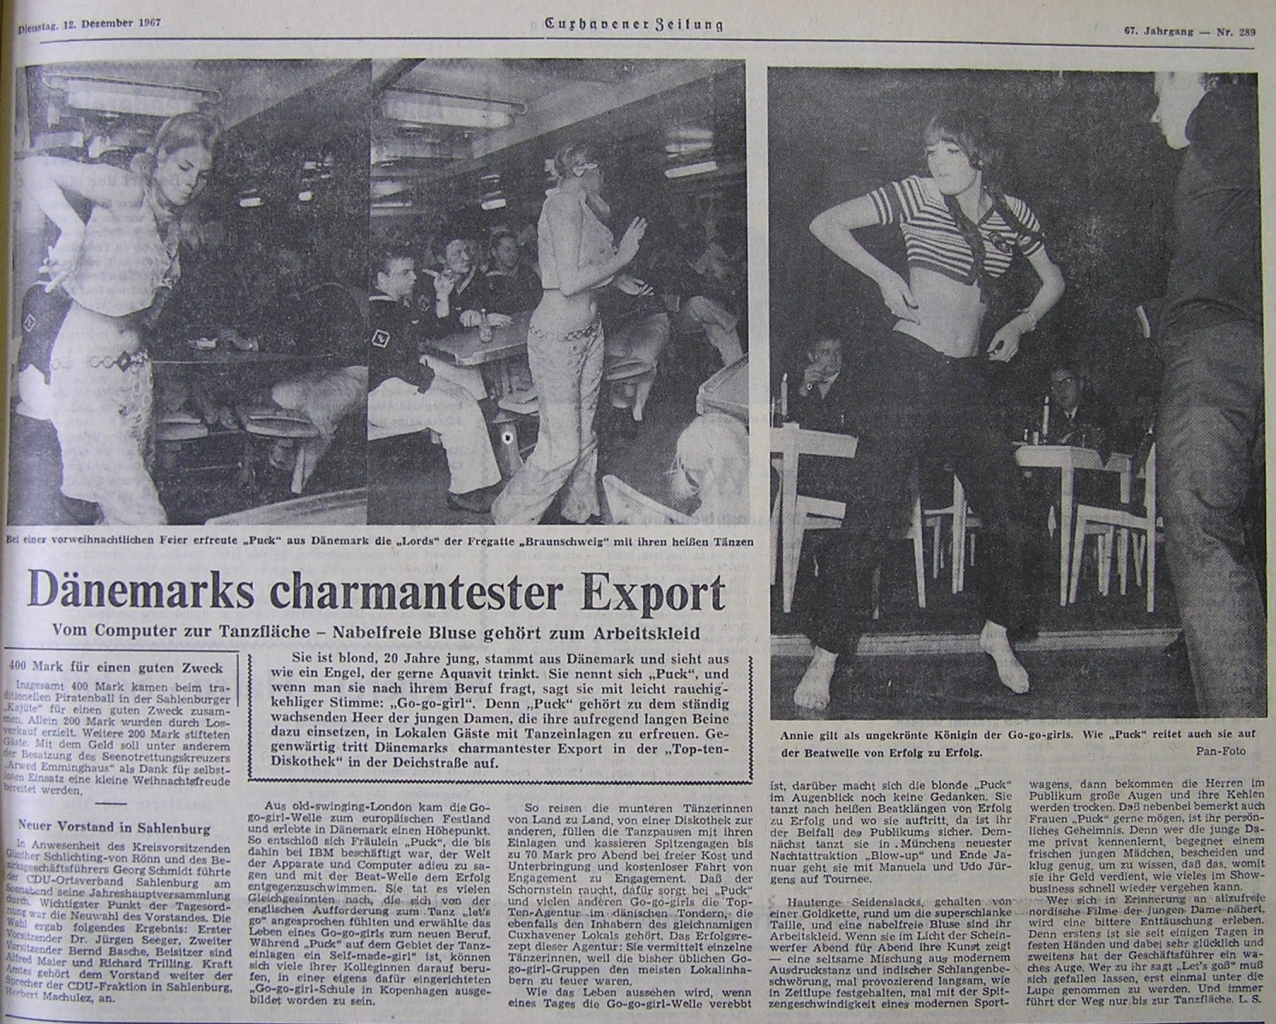 Dienstag, 12. Dezember 1967
Cuxhavener Zeitung
67. Jahrgang — Nr. 289
Bei einer vorweihnachtlichen Feier erfreute „Puck“ aus Dänemark die „Lords“ der Fregatte „Braunschweig“ mit ihren heißen Tänzen
Dänemarks charmantester Export
Vom Computer zur Tanzfläche – Nabelfreie Bluse gehört zum Arbeitskleid
400 Mark für einen guten Zweck
Insgesamt 400 Mark kamen beim tra-
ditionellen Piratenball in der Sahlenburger
„Kajüte“ für einen guten Zweck zusam-
men. Allein 200 Mark wurden durch Los-
verkauf erzielt. Weitere 200 Mark stifteten
Gäste. Mit dem Geld soll unter anderem
der Besatzung des Seenotrettungskreuzers
„Arwed Emminghaus“ als Dank für selbst-
losen Einsatz eine kleine Weihnachtsfreude
bereitet werden.
Neuer Vorstand in Sahlenburg
In Anwesenheit des Kreisvorsitzenden
Günther Schlichting-von Rönn und des Be-
zirksgeschäftsführers Georg Schmidt führte
der CDU-Ortsverband Sahlenburg am
Sonnabend seine Jahreshauptversammlung
durch. Wichtigster Punkt der Tagesord-
nung war die Neuwahl des Vorstandes. Die
Wahl ergab folgendes Ergebnis: Erster
Vorsitzender Dr. Jürgen Seeger, Zweiter
Vorsitzender Bernd Basche, Beisitzer sind
Alfred Maier und Richard Trilling. Kraft
Amtes gehört dem Vorstand weiter der
Sprecher der CDU-Fraktion in Sahlenburg,
Herbert Machulez, an.
Sie ist blond, 20 Jahre jung, stammt aus Dänemark und sieht aus
wie ein Engel, der gerne Aquavit trinkt. Sie nennt sich „Puck“, und
wenn man sie nach ihrem Beruf fragt, sagt sie mit leicht rauchig-
kehliger Stimme: „Go-go-girl“. Denn „Puck“ gehört zu dem ständig
wachsenden Heer der jungen Damen, die ihre aufregend langen Beine
dazu einsetzen, in Lokalen Gäste mit Tanzeinlagen zu erfreuen. Ge-
genwärtig tritt Dänemarks charmantester Export in der „Top-ten-
Diskothek“ in der Deichstraße auf.
Aus old-swinging-London kam die Go-
go-girl-Welle zum europäischen Festland
und erlebte in Dänemark einen Höhepunkt.
So entschloß sich Fräulein „Puck“, die bis
dahin bei IBM beschäftigt war, der Welt
der Apparate und Computer adieu zu sa-
gen und mit der Beat-Welle dem Erfolg
entgegenzuschwimmen. Sie tat es vielen
Gleichgesinnten nach, die sich von der
englischen Aufforderung zum Tanz „let's
go“ angesprochen fühlten und erwählte das
Leben eines Go-go-girls zum neuen Beruf.
Während „Puck“ auf dem Gebiet der Tanz-
einlagen ein Self-made-girl“ ist, können
sich viele ihrer Kolleginnen darauf beru-
fen, in einer eigens dafür eingerichteten
„Go-go-girl-Schule in Kopenhagen ausge-
bildet worden zu sein.
So reisen die munteren Tänzerinnen
von Land zu Land, von einer Diskothek zur
anderen, füllen die Tanzpausen mit ihren
Einlagen und kassieren Spitzengagen bis
zu 70 Mark pro Abend bei freier Kost und
Unterbringung und kostenloser Fahrt von
Engagement zu Engagement. Daß der
Schornstein raucht, dafür sorgt bei „Puck“
und vielen anderen Go-go-girls die Top-
Ten-Agentur im dänischen Tondern, die
ebenfalls den Inhabern des gleichnamigen
Cuxhavener Lokals gehört. Das Erfolgsre-
zept dieser Agentur: Sie vermittelt einzelne
Tänzerinnen, weil die bisher üblichen Go-
go-girl-Gruppen den meisten Lokalinha-
bern zu teuer waren.
Wie das Leben aussehen wird, wenn
eines Tages die Go-go-girl-Welle verebbt
Annie gilt als ungekrönte Königin der Go-go-girls. Wie „Puck“ reitet auch sie auf
der Beatwelle von Erfolg zu Erfolg.
Pan-Foto
ist, darüber macht sich die blonde „Puck“
im Augenblick noch keine Gedanken. Sie
tanzt nach heißen Beatklängen von Erfolg
zu Erfolg und wo sie auftritt, da ist ihr
der Beifall des Publikums sicher. Dem-
nächst tanzt sie in Münchens neuester
Nachtattraktion „Blow-up“ und Ende Ja-
nuar geht sie mit Manuela und Udo Jür-
gens auf Tournee.
Hautenge Seidenslacks, gehalten von
einer Goldkette, rund um die superschlanke
Taille, und eine nabelfreie Bluse sind ihr
Arbeitskleid. Wenn sie im Licht der Schein-
werfer Abend für Abend ihre Kunst zeigt
— eine seltsame Mischung aus modernem
Ausdruckstanz und indischer Schlangenbe-
schwörung, mal provozierend langsam, wie
in Zeitlupe festgehalten, mal mit der Spit-
zengeschwindigkeit eines modernen Sport-
wagens, dann bekommen die Herren im
Publikum große Augen und ihre Kehlen
werden trocken. Daß nebenbei bemerkt auch
Frauen „Puck“ gerne mögen, ist ihr persön-
liches Geheimnis. Denn wer die junge Da-
me privat kennenlernt, begegnet einem
frischen jungen Mädchen, bescheiden und
klug genug, um zu wissen, daß das, womit
sie ihr Geld verdient, wie vieles im Show-
business schnell wieder vergehen kann.
Wer sich in Erinnerung an allzufreie
nordische Filme der jungen Dame nähert,
wird eine bittere Enttäuschung erleben.
Denn erstens ist sie seit einigen Tagen in
festen Händen und dabei sehr glücklich und
zweitens hat der Geschäftsführer ein wa-
ches Auge. Wer zu ihr sagt „Let's go“ muß
sich gefallen lassen, erst einmal unter die
Lupe genommen zu werden. Und immer
führt der Weg nur bis zur Tanzfläche. L. S.